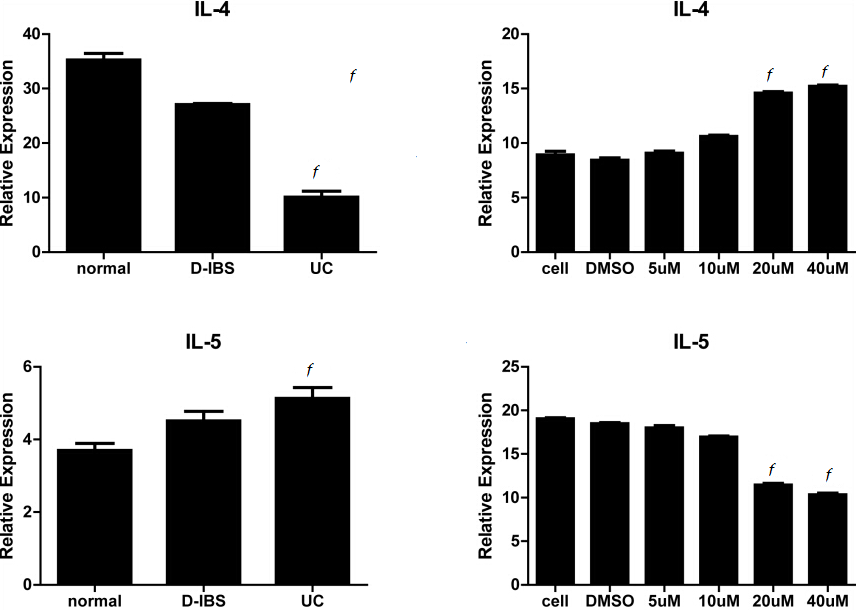 IL-4
Relative Expression
40
30
20
10
0
f
f
normal D-IBS UC
IL-4
Relative Expression
20
15
10
5
0
f f
cell DMSO 5uM 10uM 20uM 40uM
IL-5
Relative Expression
6
4
2
0
f
normal D-IBS UC
IL-5
Relative Expression
25
20
15
10
5
0
f f
cell DMSO 5uM 10uM 20uM 40uM